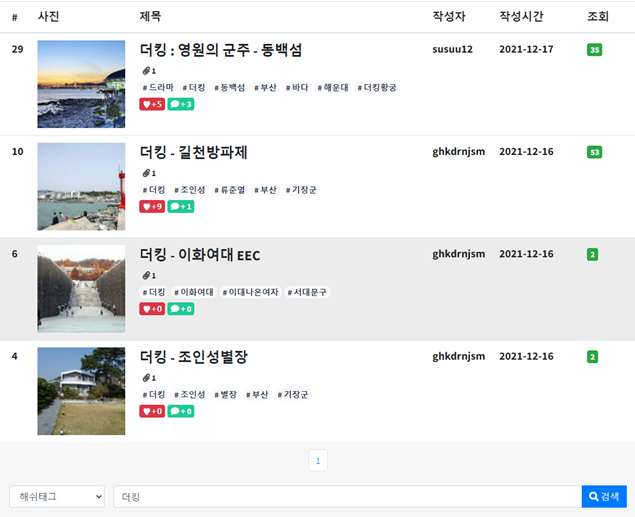 # 사진 제목 작성자 작성시간 조회
29 더킹 : 영원의 군주 - 동백섬 susuu12 2021-12-17 35
1
# 드라마 # 더킹 # 동백섬 # 부산 # 바다 # 해운대 # 더킹황궁
+5 +3
10 더킹 - 길천방파제 ghkdrnjsm 2021-12-16 53
1
# 더킹 # 조인성 # 류준열 # 부산 # 기장군
+9 +1
6 더킹 - 이화여대 EEC ghkdrnjsm 2021-12-16 2
1
# 더킹 # 이화여대 # 이대나온여자 # 서대문구
+0 +0
4 더킹 - 조인성별장 ghkdrnjsm 2021-12-16 2
1
# 더킹 # 조인성 # 별장 # 부산 # 기장군
+0 +0
1
해쉬태그 더킹 검색